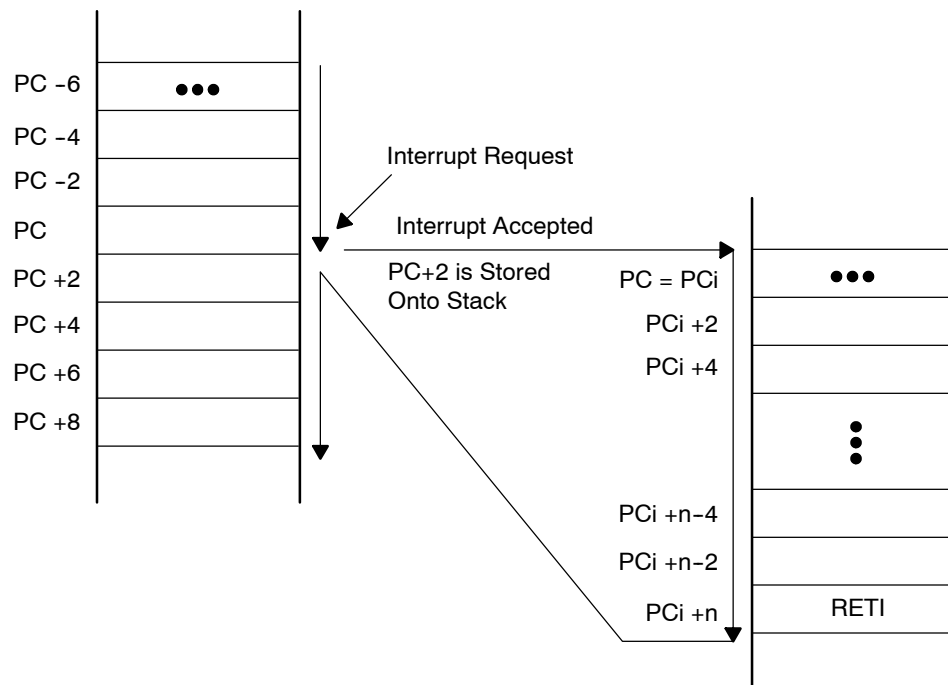 PC -6
PC -4
PC -2
PC
PC +2
PC +4
PC +6
PC +8
Interrupt Request
Interrupt Accepted
PC+2 is Stored
Onto Stack
PC = PCi
PCi +2
PCi +4
PCi +n-4
PCi +n-2
PCi +n
RETI